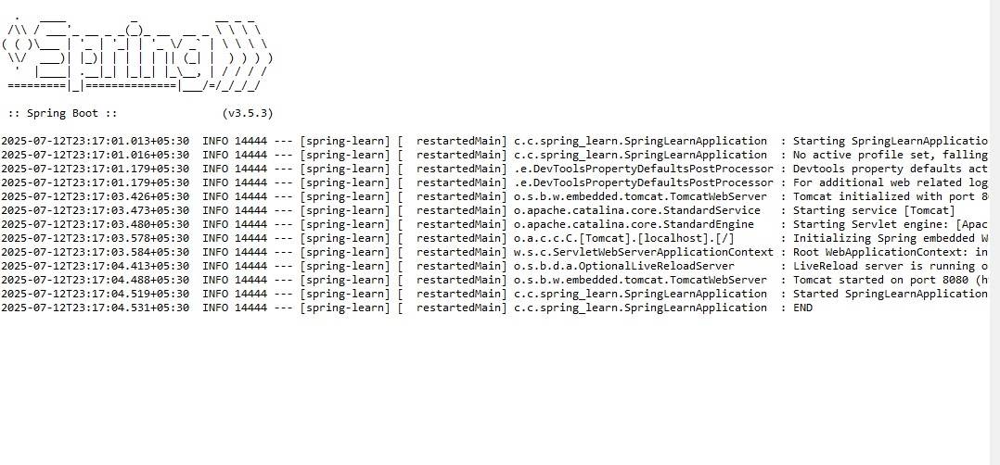 .   ____          _            __ _ _
 /\\ / ___'_ __ _ _(_)_ __  __ _ \ \ \ \
( ( )\___ | '_ | '_| | '_ \/ _` | \ \ \ \
 \\/  ___)| |_)| | | | | || (_| |  ) ) ) )
  '  |____| .__|_| |_|_| |_\__, | / / / /
 =========|_|==============|___/=/_/_/_/

 :: Spring Boot ::                (v3.5.3)

2025-07-12T23:17:01.013+05:30  INFO 14444 --- [spring-learn] [  restartedMain] c.c.spring_learn.SpringLearnApplication  : Starting SpringLearnApplicatio
2025-07-12T23:17:01.016+05:30  INFO 14444 --- [spring-learn] [  restartedMain] c.c.spring_learn.SpringLearnApplication  : No active profile set, falling
2025-07-12T23:17:01.179+05:30  INFO 14444 --- [spring-learn] [  restartedMain] .e.DevToolsPropertyDefaultsPostProcessor : Devtools property defaults act
2025-07-12T23:17:01.179+05:30  INFO 14444 --- [spring-learn] [  restartedMain] .e.DevToolsPropertyDefaultsPostProcessor : For additional web related log
2025-07-12T23:17:03.426+05:30  INFO 14444 --- [spring-learn] [  restartedMain] o.s.b.w.embedded.tomcat.TomcatWebServer  : Tomcat initialized with port 8
2025-07-12T23:17:03.473+05:30  INFO 14444 --- [spring-learn] [  restartedMain] o.apache.catalina.core.StandardService   : Starting service [Tomcat]
2025-07-12T23:17:03.480+05:30  INFO 14444 --- [spring-learn] [  restartedMain] o.apache.catalina.core.StandardEngine    : Starting Servlet engine: [Apac
2025-07-12T23:17:03.578+05:30  INFO 14444 --- [spring-learn] [  restartedMain] o.a.c.c.C.[Tomcat].[localhost].[/]       : Initializing Spring embedded W
2025-07-12T23:17:03.584+05:30  INFO 14444 --- [spring-learn] [  restartedMain] w.s.c.ServletWebServerApplicationContext : Root WebApplicationContext: in
2025-07-12T23:17:04.413+05:30  INFO 14444 --- [spring-learn] [  restartedMain] o.s.b.d.a.OptionalLiveReloadServer       : LiveReload server is running o
2025-07-12T23:17:04.488+05:30  INFO 14444 --- [spring-learn] [  restartedMain] o.s.b.w.embedded.tomcat.TomcatWebServer  : Tomcat started on port 8080 (h
2025-07-12T23:17:04.519+05:30  INFO 14444 --- [spring-learn] [  restartedMain] c.c.spring_learn.SpringLearnApplication  : Started SpringLearnApplication
2025-07-12T23:17:04.531+05:30  INFO 14444 --- [spring-learn] [  restartedMain] c.c.spring_learn.SpringLearnApplication  : END